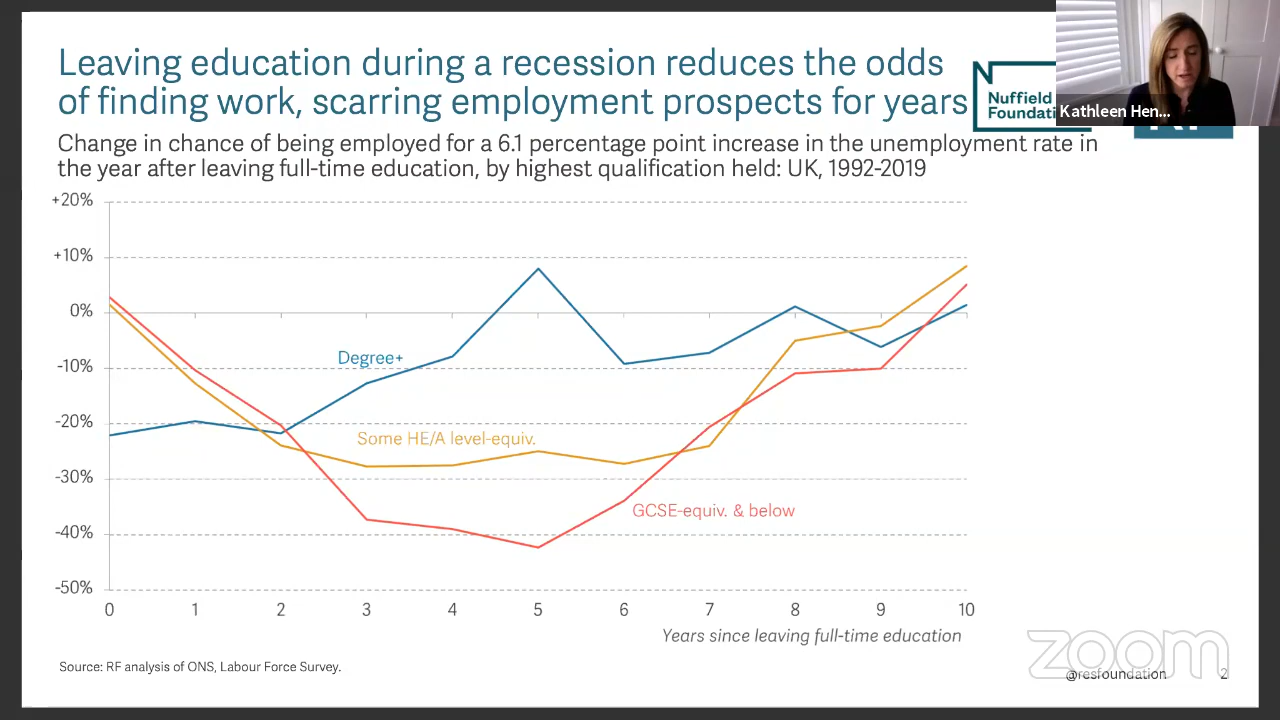 Leaving education during a recession reduces the odds
of finding work, scarring employment prospects for years
Nuffield
Kathleen Hen...
Change in chance of being employed for a 6.1 percentage point increase in the unemployment rate in
the year after leaving full-time education, by highest qualification held: UK, 1992-2019
+20%
+10%
0%
-10%
-20%
-30%
-40%
-50%
Degree+
Some HE/A level-equiv.
GCSE-equiv. & below
0 1 2 3 4 5 6 7 8 9 10
Years since leaving full-time education
Source: RF analysis of ONS, Labour Force Survey.
zoom
@resfoundation 2